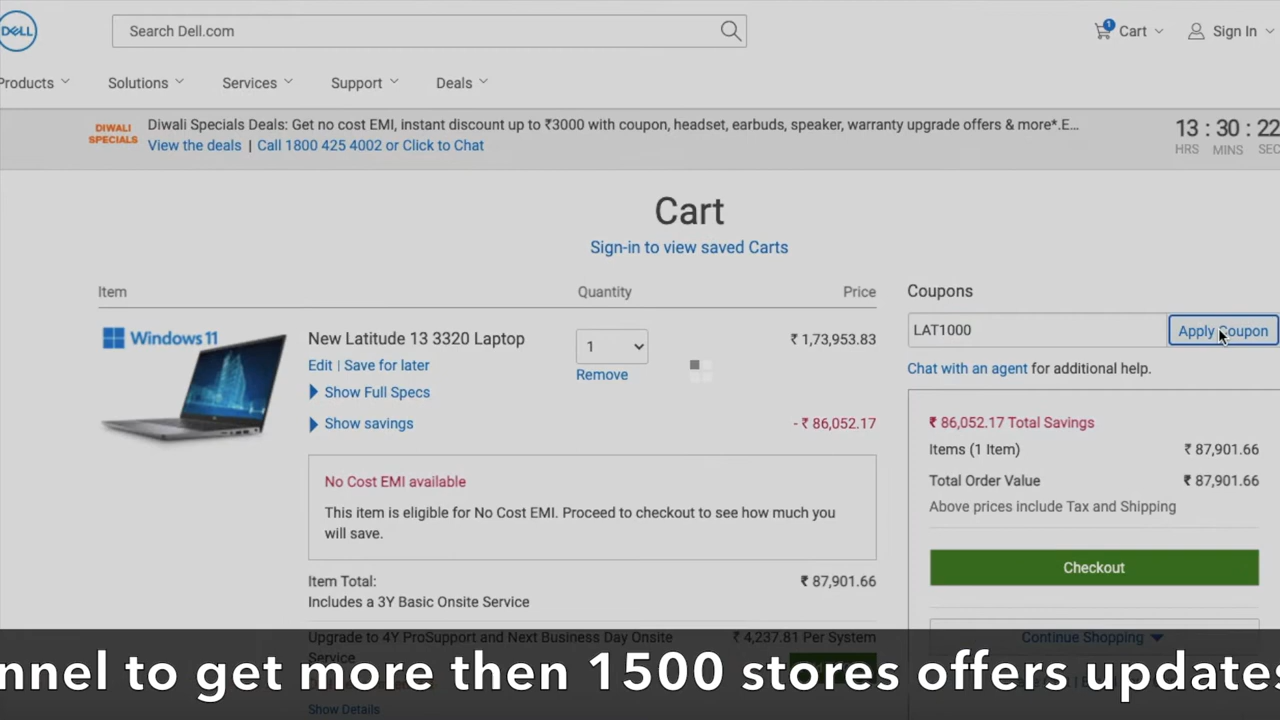 DELL
Search Dell.com
1
Cart
Sign In
Products
Solutions
Services
Support
Deals
DIWALI
SPECIALS
Diwali Specials Deals: Get no cost EMI, instant discount up to ₹3000 with coupon, headset, earbuds, speaker, warranty upgrade offers & more*.E...
View the deals | Call 1800 425 4002 or Click to Chat
13 : 30 : 22
HRS MINS SEC
Cart
Sign-in to view saved Carts
Item Quantity Price
Windows 11
New Latitude 13 3320 Laptop
Edit | Save for later
Show Full Specs
Show savings
1
Remove
₹ 1,73,953.83
- ₹ 86,052.17
No Cost EMI available
This item is eligible for No Cost EMI. Proceed to checkout to see how much you
will save.
Item Total: ₹ 87,901.66
Includes a 3Y Basic Onsite Service
Upgrade to 4Y ProSupport and Next Business Day Onsite ₹ 4,237.81 Per System
Service
Show Details
Coupons
LAT1000
Apply Coupon
Chat with an agent for additional help.
₹ 86,052.17 Total Savings
Items (1 Item) ₹ 87,901.66
Total Order Value ₹ 87,901.66
Above prices include Tax and Shipping
Checkout
Continue Shopping
nnel to get more then 1500 stores offers updates